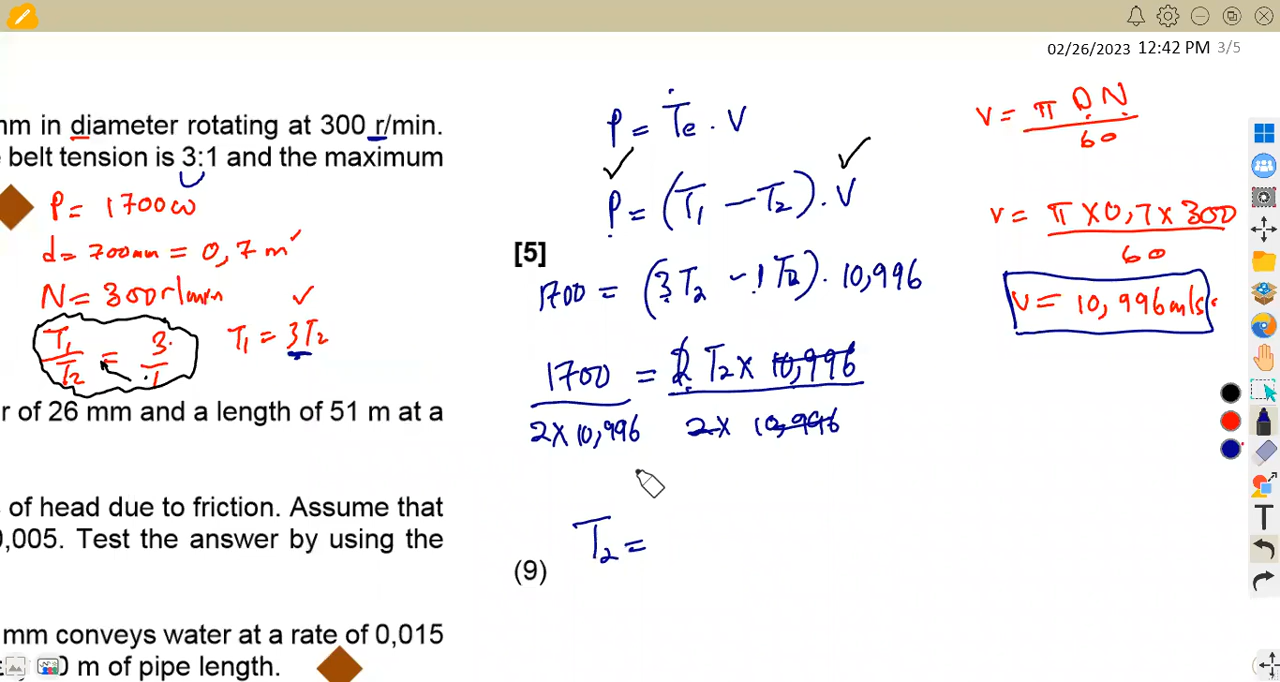 02/26/2023 12:42 PM 3/5
mm in diameter rotating at 300 r/min.
belt tension is 3:1 and the maximum
P = 1700w
d = 700mm = 0,7 m
N = 300 r/min
T1/T2 = 3/1
T1 = 3T2
r of 26 mm and a length of 51 m at a
of head due to friction. Assume that
0,005. Test the answer by using the
mm conveys water at a rate of 0,015
0 m of pipe length.
P = Te . V
P = (T1 - T2) . V
[5]
1700 = (3T2 - 1T2) . 10,996
1700 / 2 x 10,996 = 2 T2 x 10,996 / 2 x 10,996
T2 =
(9)
V = π D N / 60
V = π x 0,7 x 300 / 60
V = 10,996 m/s
T